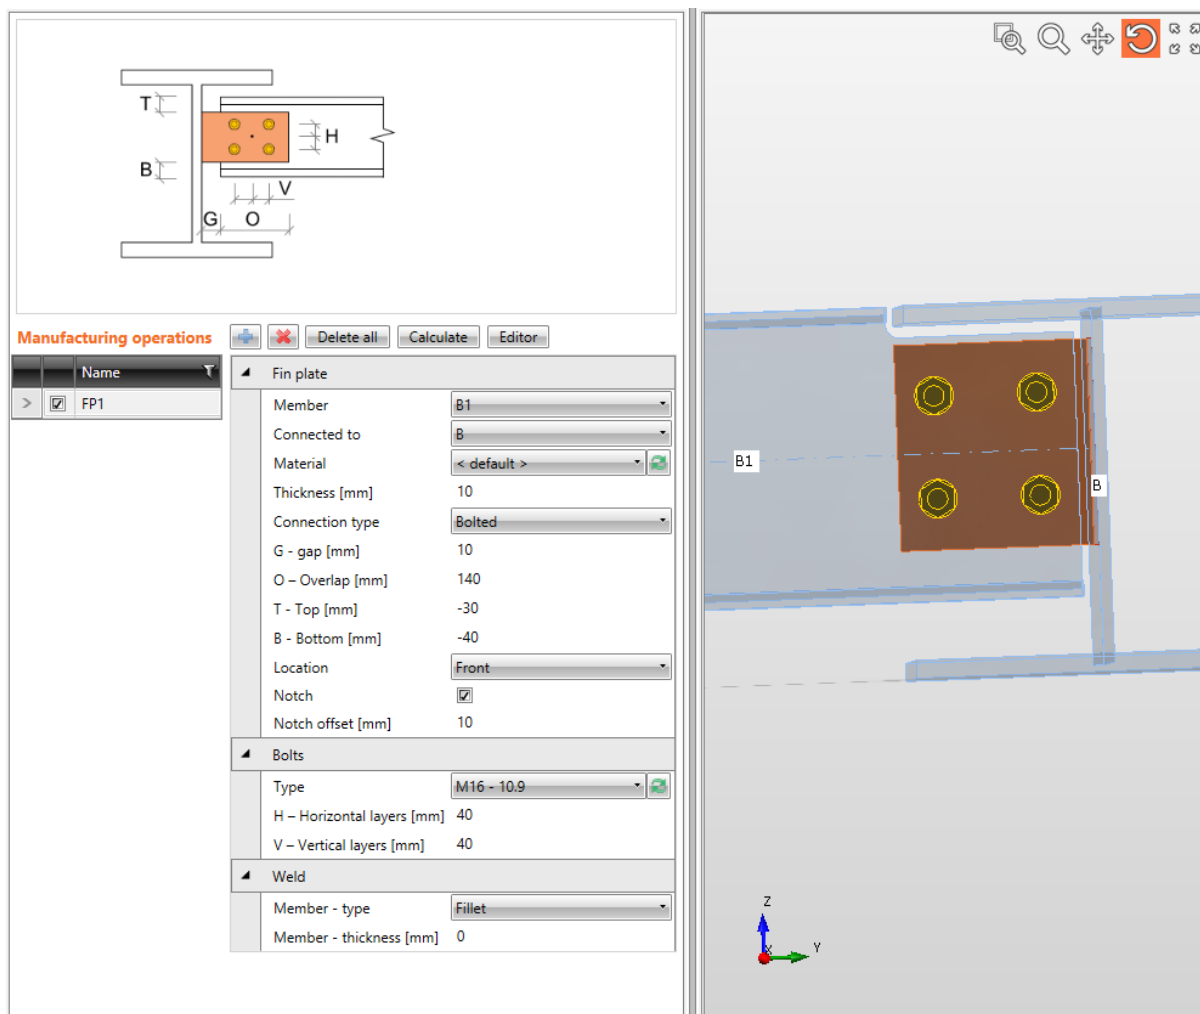 T
H
B
V
G
O
Manufacturing operations
Delete all
Calculate
Editor
Name
FP1
Fin plate
Member B1
Connected to B
Material < default >
Thickness [mm] 10
Connection type Bolted
G - gap [mm] 10
O – Overlap [mm] 140
T - Top [mm] -30
B - Bottom [mm] -40
Location Front
Notch
Notch offset [mm] 10
Bolts
Type M16 - 10.9
H – Horizontal layers [mm] 40
V – Vertical layers [mm] 40
Weld
Member - type Fillet
Member - thickness [mm] 0
B1
B
Z
X
Y